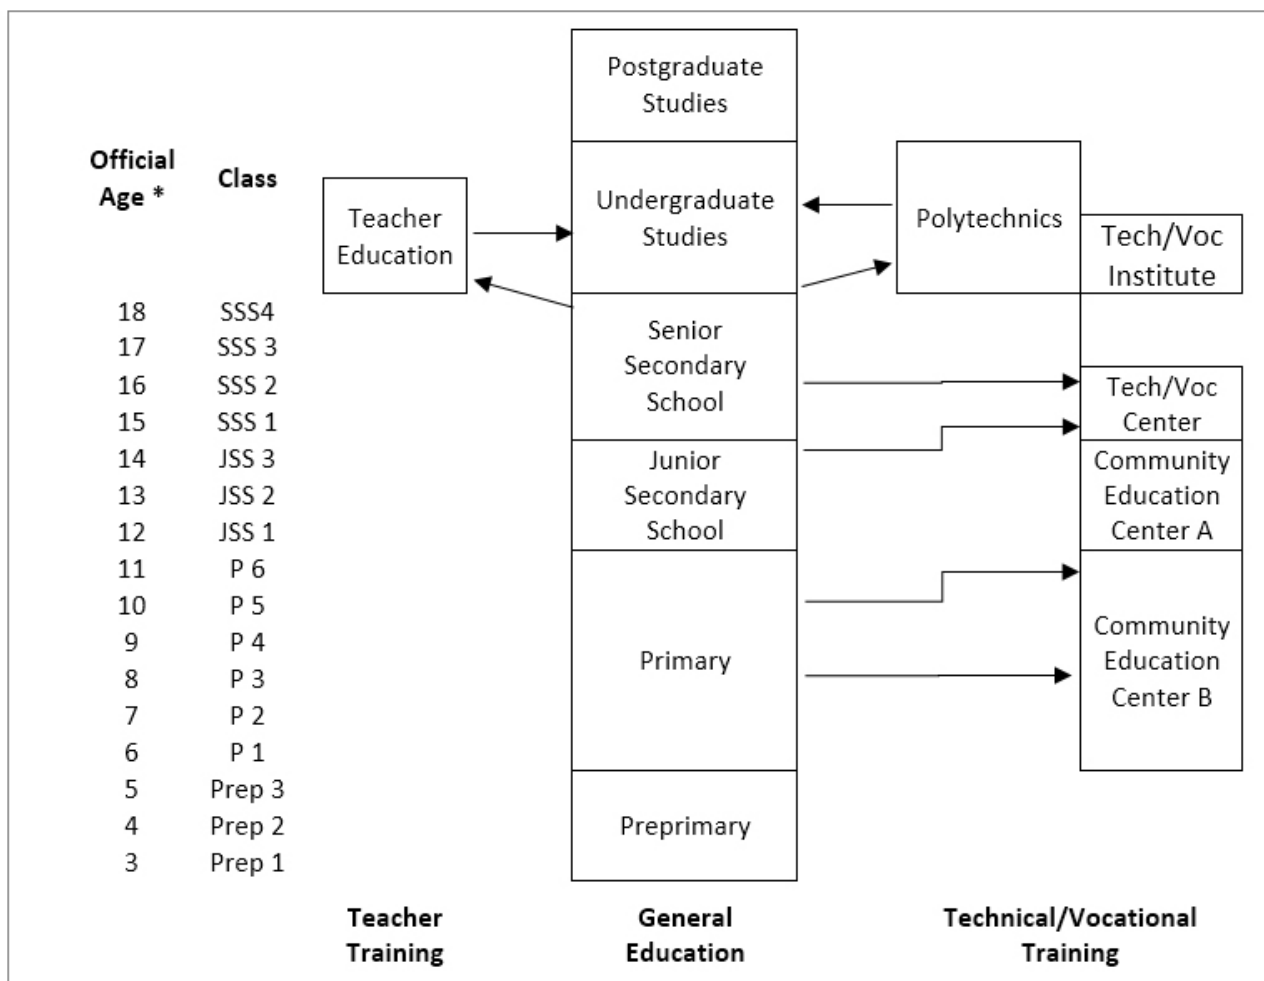 Postgraduate
Studies
Official
Age *
Class
Teacher
Education
Undergraduate
Studies
Polytechnics
Tech/Voc
Institute
18 SSS4
17 SSS 3
16 SSS 2
15 SSS 1
14 JSS 3
13 JSS 2
12 JSS 1
11 P 6
10 P 5
9 P 4
8 P 3
7 P 2
6 P 1
5 Prep 3
4 Prep 2
3 Prep 1
Senior
Secondary
School
Junior
Secondary
School
Primary
Preprimary
Tech/Voc
Center
Community
Education
Center A
Community
Education
Center B
Teacher
Training
General
Education
Technical/Vocational
Training